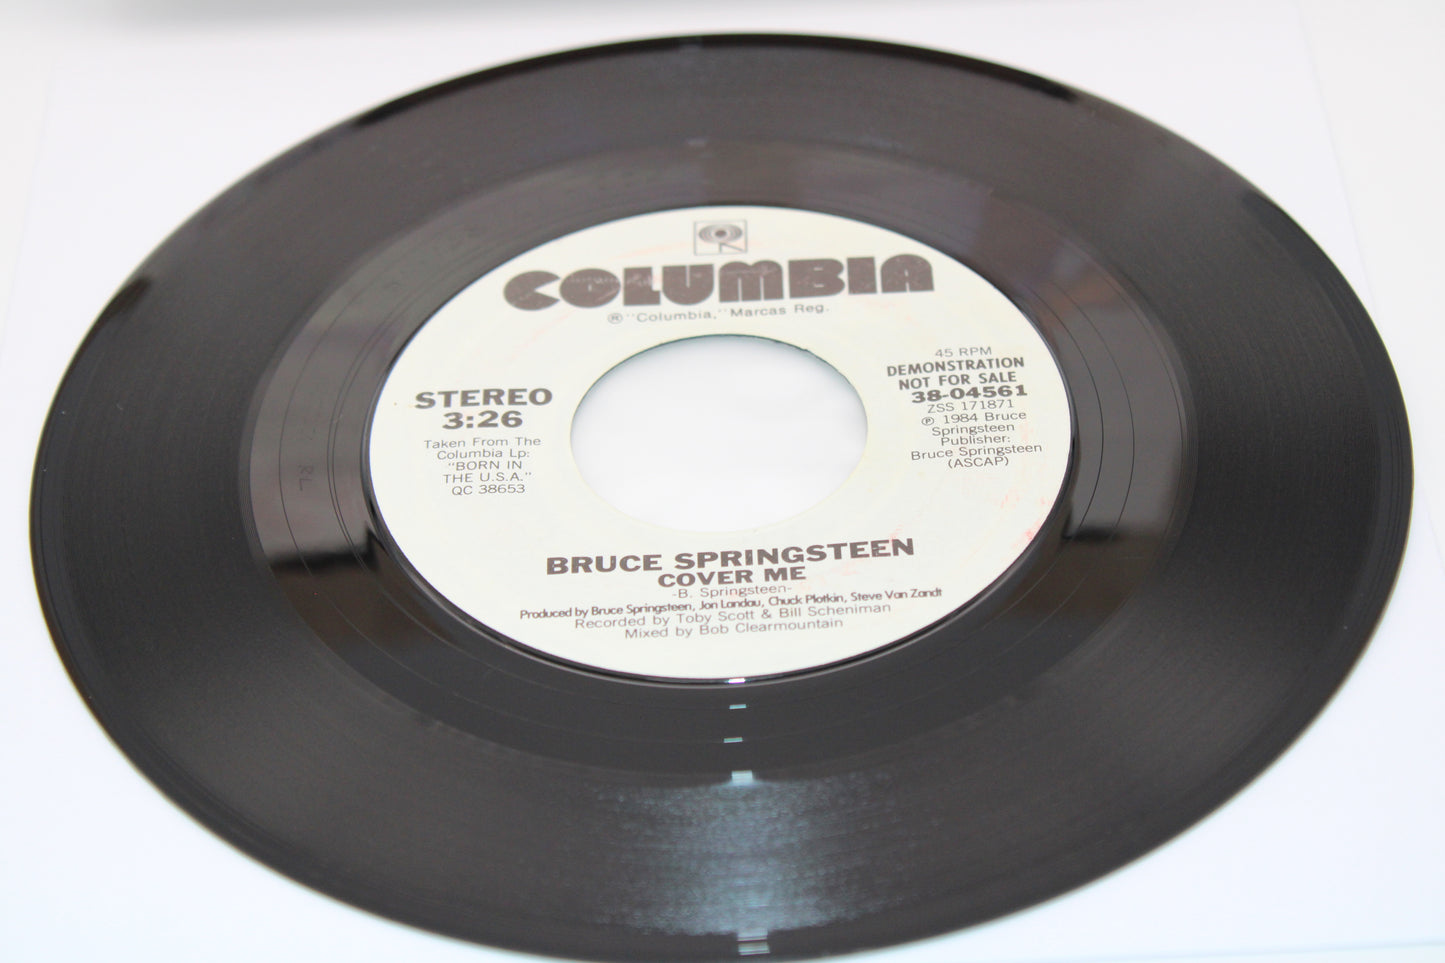 COLUMBIA
®"Columbia," Marcas Reg.
STEREO
3:26
Taken From The
Columbia Lp:
"BORN IN
THE U.S.A."
QC 38653
45 RPM
DEMONSTRATION
NOT FOR SALE
38-04561
ZSS 171871
℗ 1984 Bruce
Springsteen
Publisher:
Bruce Springsteen
(ASCAP)
BRUCE SPRINGSTEEN
COVER ME
-B. Springsteen-
Produced by Bruce Springsteen, Jon Landau, Chuck Plotkin, Steve Van Zandt
Recorded by Toby Scott & Bill Scheniman
Mixed by Bob Clearmountain